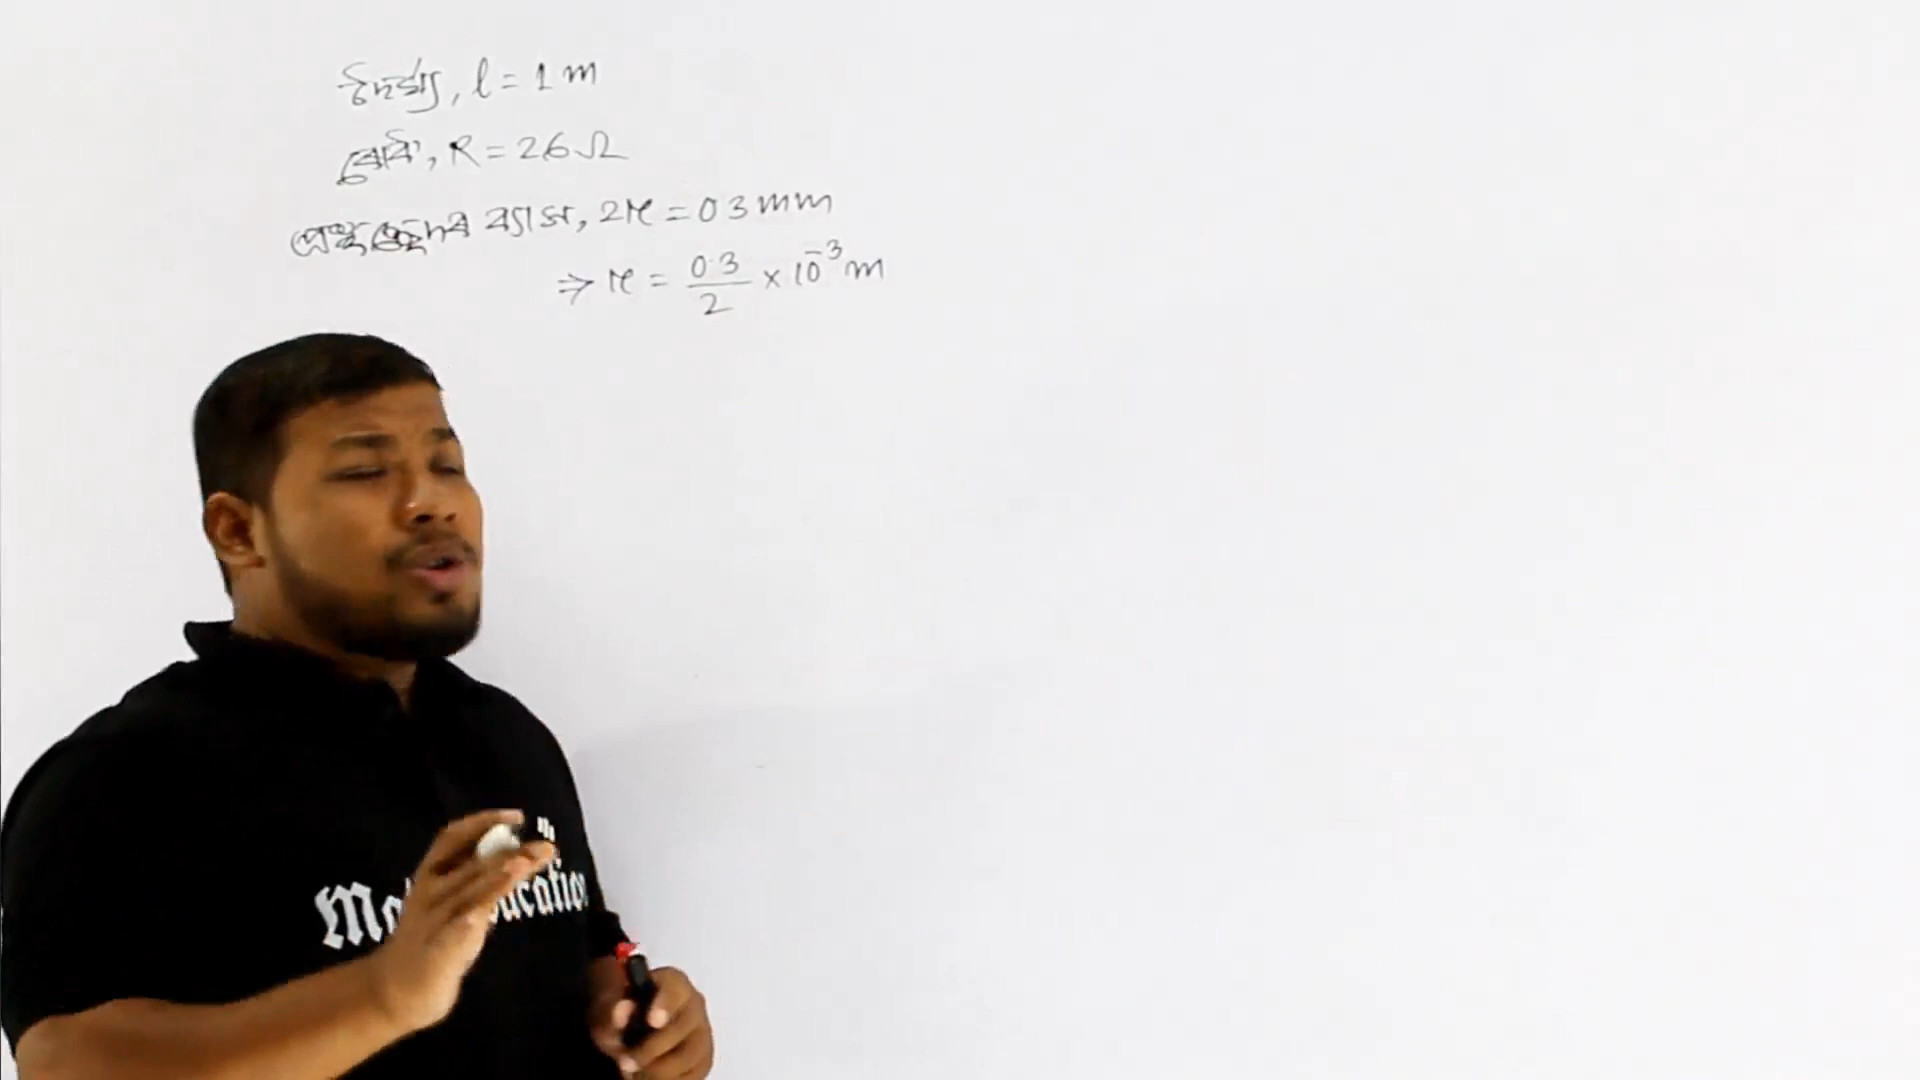 দৈর্ঘ্য, l = 1 m
রোধ, R = 26 Ω
প্রস্থচ্ছেদের ব্যাস, 2r = 0.3 mm
⇒ r = 0.3/2 × 10⁻³ m